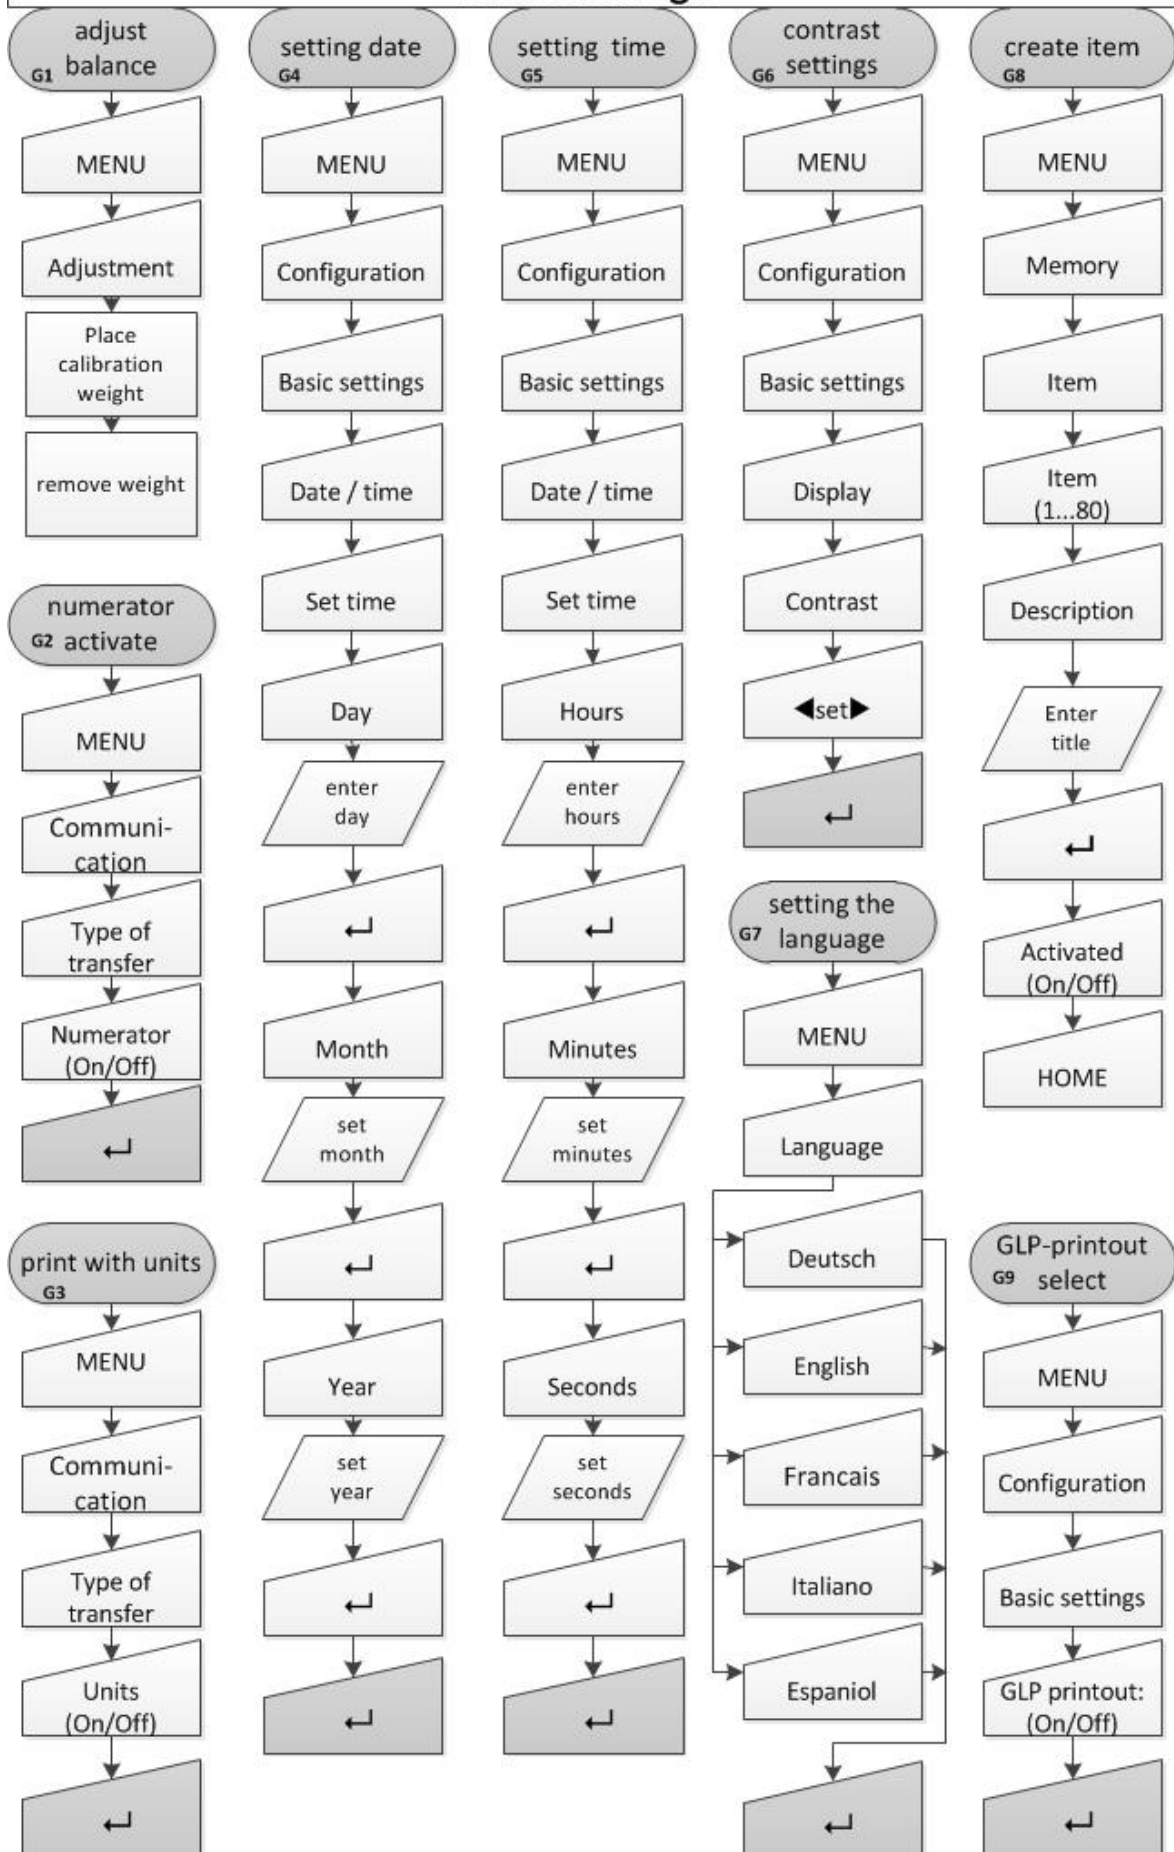 adjust
G1 balance
MENU
Adjustment
Place
calibration
weight
remove weight
numerator
G2 activate
MENU
Communi-
cation
Type of
transfer
Numerator
(On/Off)
↵
print with units
G3
MENU
Communi-
cation
Type of
transfer
Units
(On/Off)
↵
setting date
G4
MENU
Configuration
Basic settings
Date / time
Set time
Day
enter
day
↵
Month
set
month
↵
Year
set
year
↵
↵
setting time
G5
MENU
Configuration
Basic settings
Date / time
Set time
Hours
enter
hours
↵
Minutes
set
minutes
↵
Seconds
set
seconds
↵
↵
contrast
G6 settings
MENU
Configuration
Basic settings
Display
Contrast
◀set▶
↵
setting the
G7 language
MENU
Language
Deutsch
English
Francais
Italiano
Espaniol
↵
create item
G8
MENU
Memory
Item
Item
(1...80)
Description
Enter
title
↵
Activated
(On/Off)
HOME
GLP-printout
G9 select
MENU
Configuration
Basic settings
GLP printout:
(On/Off)
↵